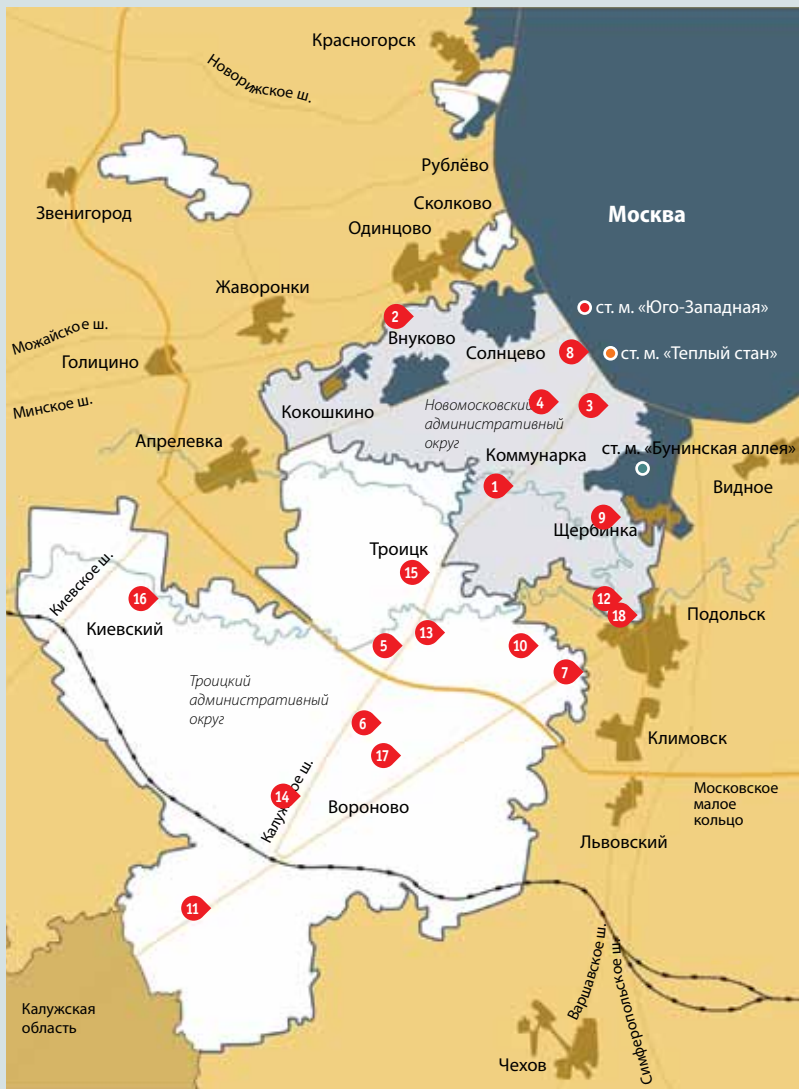 Красногорск
Новорижское ш.
Рублёво
Звенигород
Сколково
Москва
Одинцово
Жаворонки
ст. м. «Юго-Западная»
2
Можайское ш.
Внуково
Солнцево
8
ст. м. «Теплый стан»
Голицино
Минское ш.
Кокошкино
Новомосковский
административный
округ
4
3
Апрелевка
Коммунарка
ст. м. «Бунинская аллея»
1
Видное
9
Щербинка
Троицк
15
Киевское ш.
16
Киевский
12
18
Подольск
13
5
10
7
Троицкий
административный
округ
6
Климовск
17
14
Калужское ш.
Вороново
Московское
малое
кольцо
Львовский
11
Варшавское ш.
Симферопольское ш.
Калужская
область
Чехов